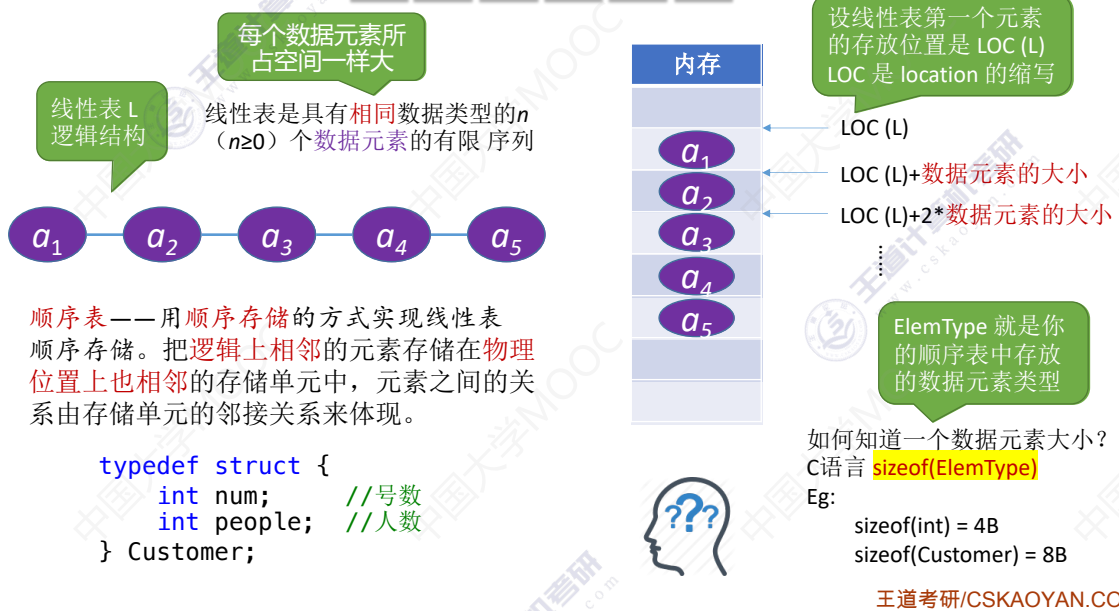 每个数据元素所
占空间一样大
线性表 L
逻辑结构
线性表是具有相同数据类型的n
（n≥0）个数据元素的有限 序列
a1
a2
a3
a4
a5
顺序表——用顺序存储的方式实现线性表
顺序存储。把逻辑上相邻的元素存储在物理
位置上也相邻的存储单元中，元素之间的关
系由存储单元的邻接关系来体现。
typedef struct {
int num; //号数
int people; //人数
} Customer;
内存
a1
a2
a3
a4
a5
???
设线性表第一个元素
的存放位置是 LOC (L)
LOC 是 location 的缩写
LOC (L)
LOC (L)+数据元素的大小
LOC (L)+2*数据元素的大小
……
ElemType 就是你
的顺序表中存放
的数据元素类型
如何知道一个数据元素大小？
C语言 sizeof(ElemType)
Eg:
sizeof(int) = 4B
sizeof(Customer) = 8B
王道考研/CSKAOYAN.CO